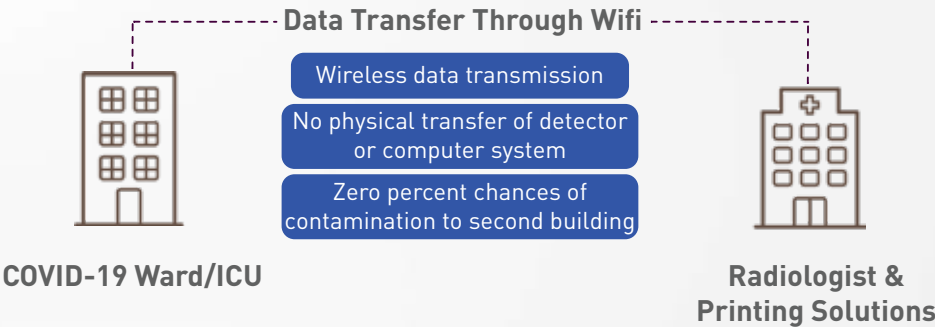 Data Transfer Through Wifi
Wireless data transmission
No physical transfer of detector
or computer system
Zero percent chances of
contamination to second building
COVID-19 Ward/ICU
Radiologist &
Printing Solutions